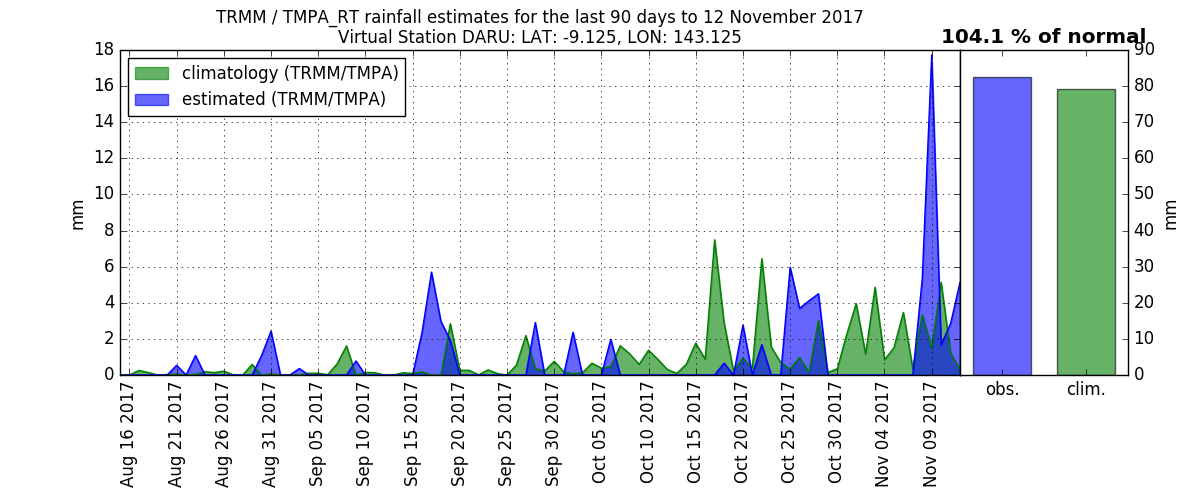 TRMM / TMPA_RT rainfall estimates for the last 90 days to 12 November 2017
Virtual Station DARU: LAT: -9.125, LON: 143.125
104.1 % of normal
climatology (TRMM/TMPA)
estimated (TRMM/TMPA)
18
16
14
12
10
8
6
4
2
0
mm
90
80
70
60
50
40
30
20
10
0
mm
Aug 16 2017
Aug 21 2017
Aug 26 2017
Aug 31 2017
Sep 05 2017
Sep 10 2017
Sep 15 2017
Sep 20 2017
Sep 25 2017
Sep 30 2017
Oct 05 2017
Oct 10 2017
Oct 15 2017
Oct 20 2017
Oct 25 2017
Oct 30 2017
Nov 04 2017
Nov 09 2017
obs.
clim.